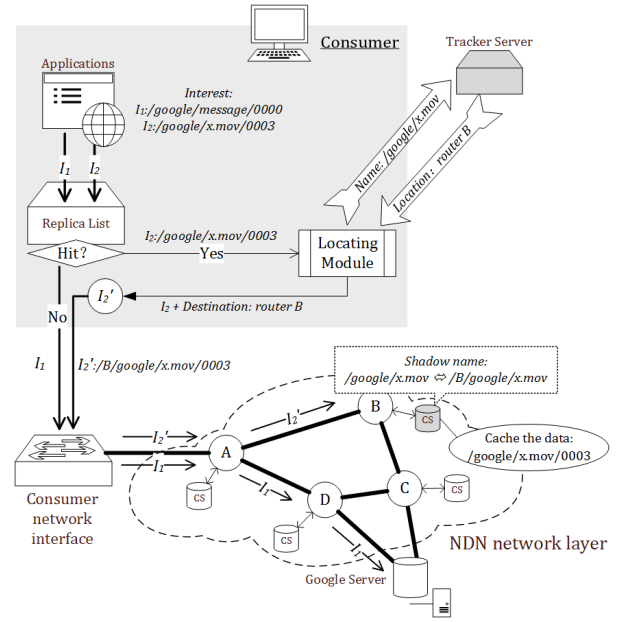 Consumer
Tracker Server
Applications
Interest:
I1:/google/message/0000
I2:/google/x.mov/0003
Name: /google/x.mov
Location: router B
I1
I2
Replica List
I2:/google/x.mov/0003
Hit?
Yes
Locating
Module
I2'
I2 + Destination: router B
No
I1
I2':/B/google/x.mov/0003
Shadow name:
/google/x.mov ⇔ /B/google/x.mov
I2'
B
CS
I2'
Cache the data:
/google/x.mov/0003
A
I1
Consumer
network
interface
CS
I1
D
C
CS
CS
I1
NDN network layer
Google Server